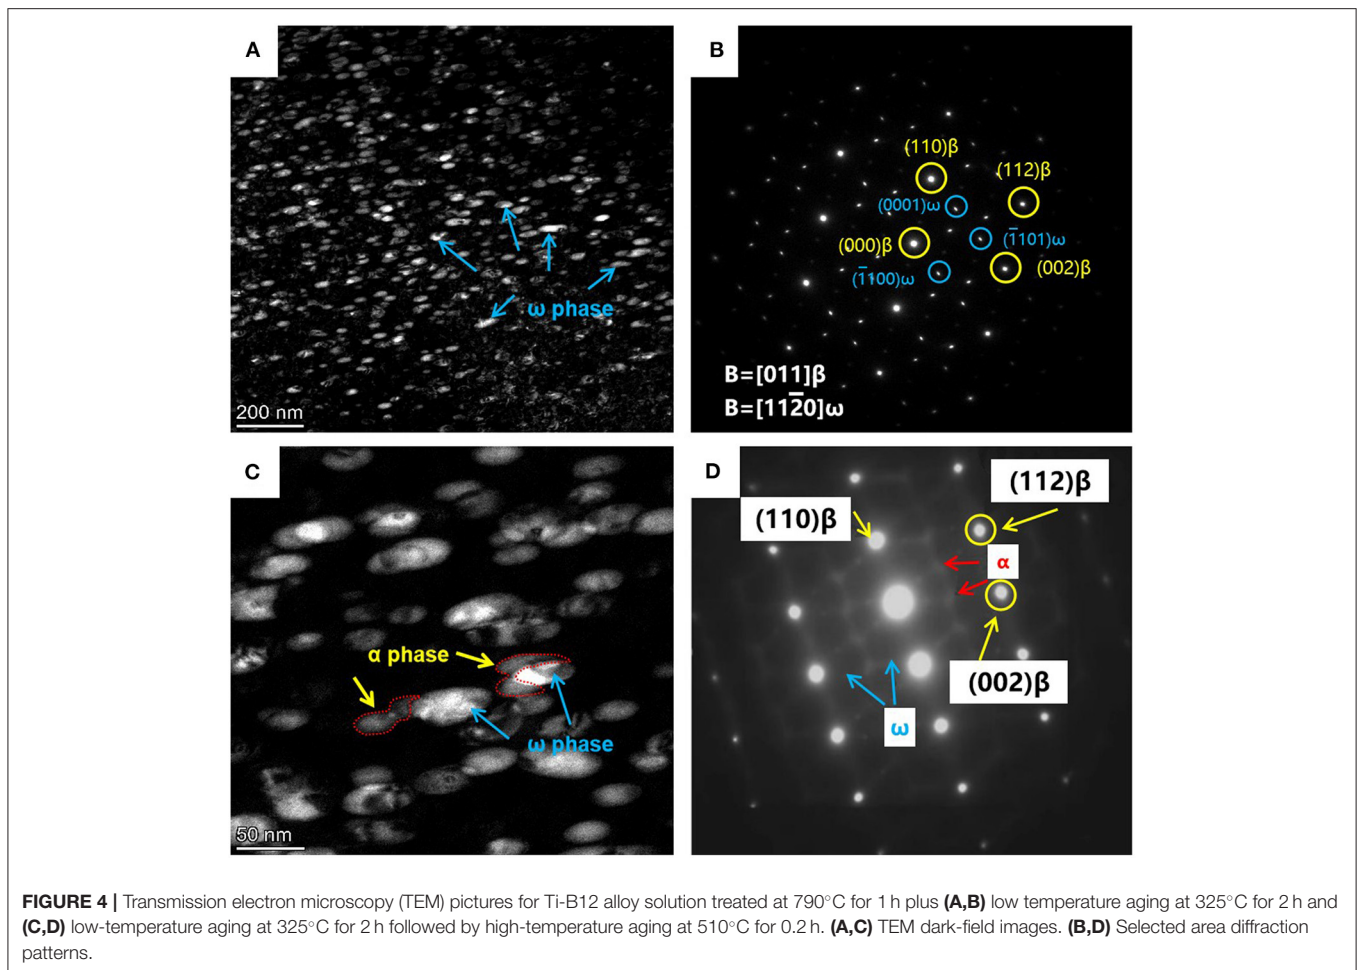 A
ω phase
200 nm
B
(110)β
(112)β
(0001)ω
(000)β
(1̅101)ω
(1̅100)ω
(002)β
B=[011]β
B=[112̅0]ω
C
α phase
ω phase
50 nm
D
(112)β
(110)β
α
(002)β
ω
FIGURE 4 | Transmission electron microscopy (TEM) pictures for Ti-B12 alloy solution treated at 790°C for 1 h plus (A,B) low temperature aging at 325°C for 2 h and
(C,D) low-temperature aging at 325°C for 2 h followed by high-temperature aging at 510°C for 0.2 h. (A,C) TEM dark-field images. (B,D) Selected area diffraction
patterns.